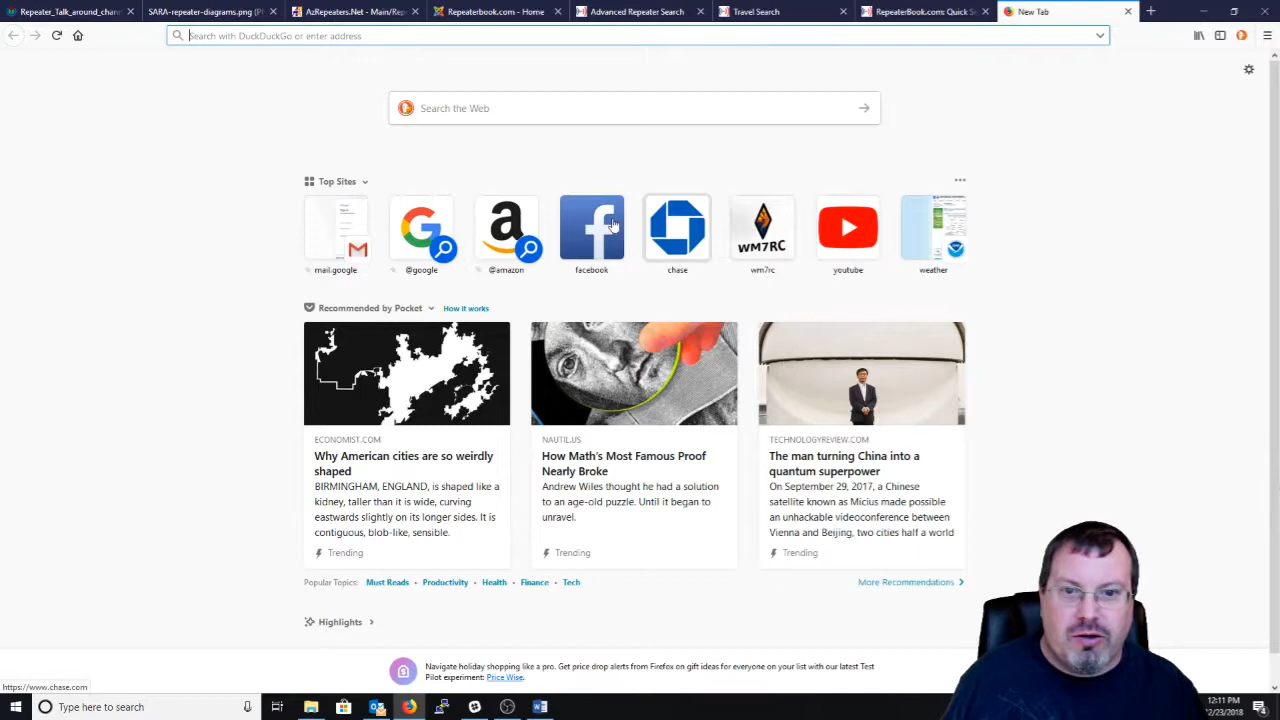 Repeater_Talk_around_chann
SARA-repeater-diagrams.png (P
AzRepeaters.Net - Main/Rep
Repeaterbook.com - Home
Advanced Repeater Search
Travel Search
RepeaterBook.com: Quick Se
New Tab
Search with DuckDuckGo or enter address
Search the Web
Top Sites
WM7RC
mail.google
@google
@amazon
facebook
chase
wm7rc
youtube
weather
Recommended by Pocket
How it works
ECONOMIST.COM
Why American cities are so weirdly
shaped
BIRMINGHAM, ENGLAND, is shaped like a
kidney, taller than it is wide, curving
eastwards slightly on its longer sides. It is
contiguous, blob-like, sensible.
Trending
NAUTIL.US
How Math's Most Famous Proof
Nearly Broke
Andrew Wiles thought he had a solution
to an age-old puzzle. Until it began to
unravel.
Trending
TECHNOLOGYREVIEW.COM
The man turning China into a
quantum superpower
On September 29, 2017, a Chinese
satellite known as Micius made possible
an unhackable videoconference between
Vienna and Beijing, two cities half a world
Trending
Popular Topics: Must Reads · Productivity · Health · Finance · Tech
More Recommendations
Highlights
Navigate holiday shopping like a pro. Get price drop alerts from Firefox on gift ideas for everyone on your list with our latest Test
Pilot experiment: Price Wise.
https://www.chase.com
Type here to search
12:11 PM
12/23/2018